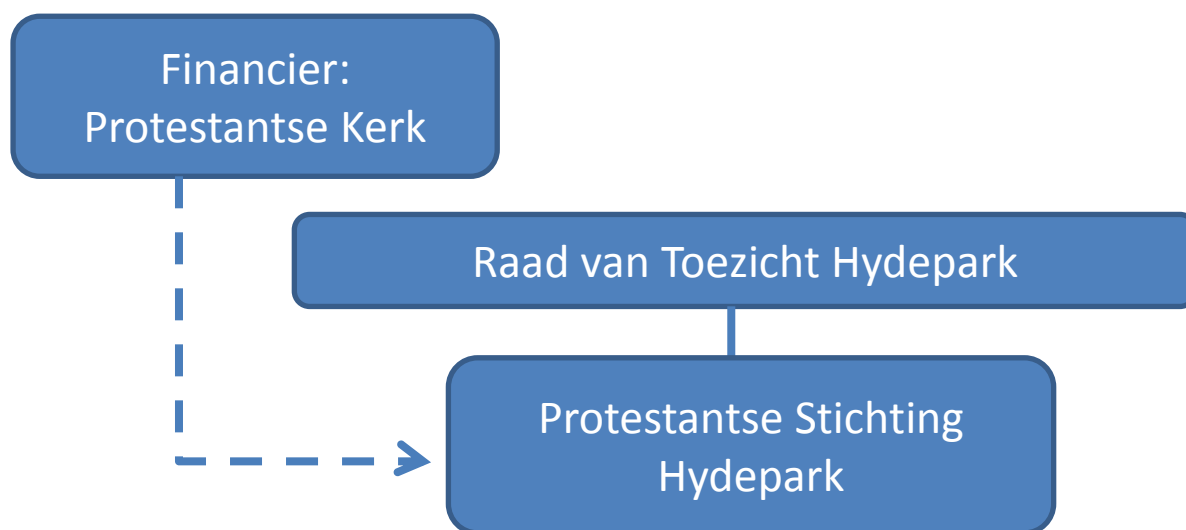 Financier:
Protestantse Kerk
Raad van Toezicht Hydepark
Protestantse Stichting
Hydepark